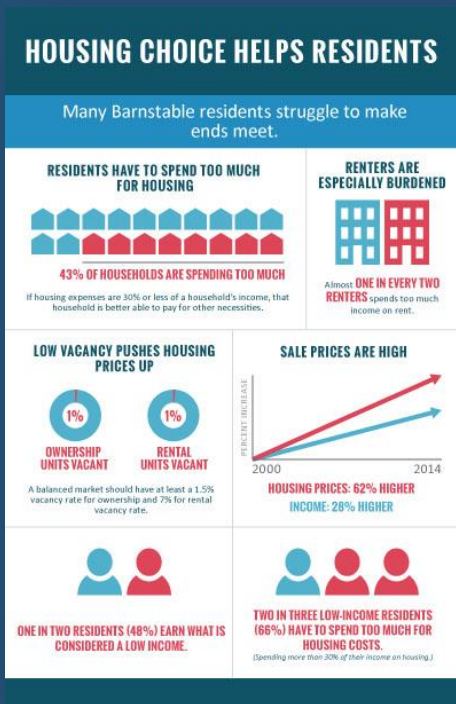 HOUSING CHOICE HELPS RESIDENTS
Many Barnstable residents struggle to make
ends meet.
RESIDENTS HAVE TO SPEND TOO MUCH
FOR HOUSING
43% OF HOUSEHOLDS ARE SPENDING TOO MUCH
If housing expenses are 30% or less of a household's income, that
household is better able to pay for other necessities.
RENTERS ARE
ESPECIALLY BURDENED
Almost ONE IN EVERY TWO
RENTERS spends too much
income on rent.
LOW VACANCY PUSHES HOUSING
PRICES UP
1%
OWNERSHIP
UNITS VACANT
1%
RENTAL
UNITS VACANT
A balanced market should have at least a 1.5%
vacancy rate for ownership and 7% for rental
vacancy rate.
SALE PRICES ARE HIGH
PERCENT INCREASE
2000
2014
HOUSING PRICES: 62% HIGHER
INCOME: 28% HIGHER
ONE IN TWO RESIDENTS (48%) EARN WHAT IS
CONSIDERED A LOW INCOME.
TWO IN THREE LOW-INCOME RESIDENTS
(66%) HAVE TO SPEND TOO MUCH FOR
HOUSING COSTS.
(Spending more than 30% of their income on housing.)